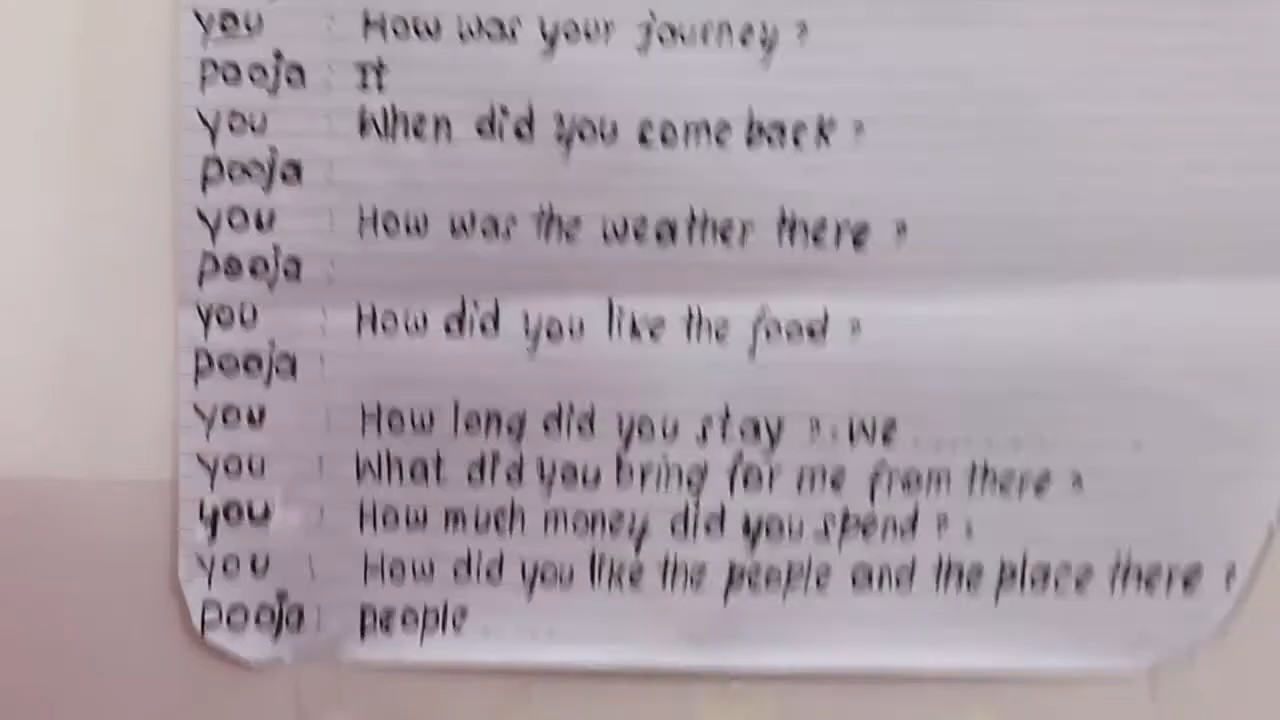 you : How was your journey ?
pooja : It
you : When did you come back ?
pooja :
you : How was the weather there ?
pooja :
you : How did you like the food ?
pooja :
you : How long did you stay ? : We ..........
you : What did you bring for me from there ?
you : How much money did you spend ? :
you : How did you like the people and the place there ?
pooja : people ......